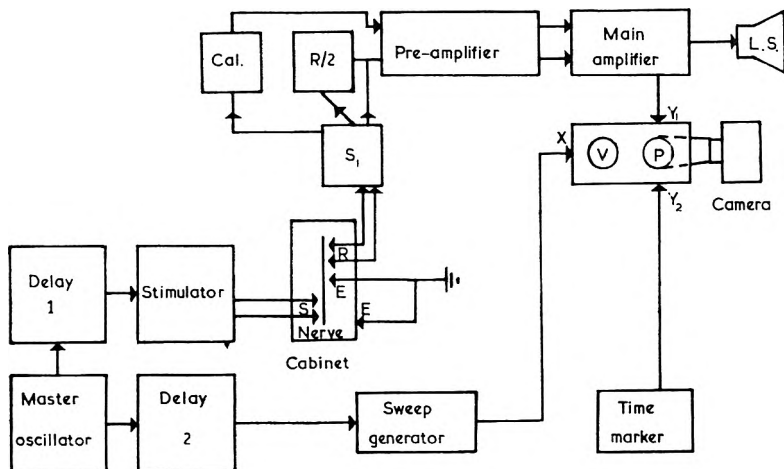 Cal.
R/2
Pre-amplifier
Main
amplifier
L.S.
S₁
Y₁
X
V
P
Y₂
Camera
R
E
E
S
Nerve
Cabinet
Delay
1
Stimulator
Master
oscillator
Delay
2
Sweep
generator
Time
marker